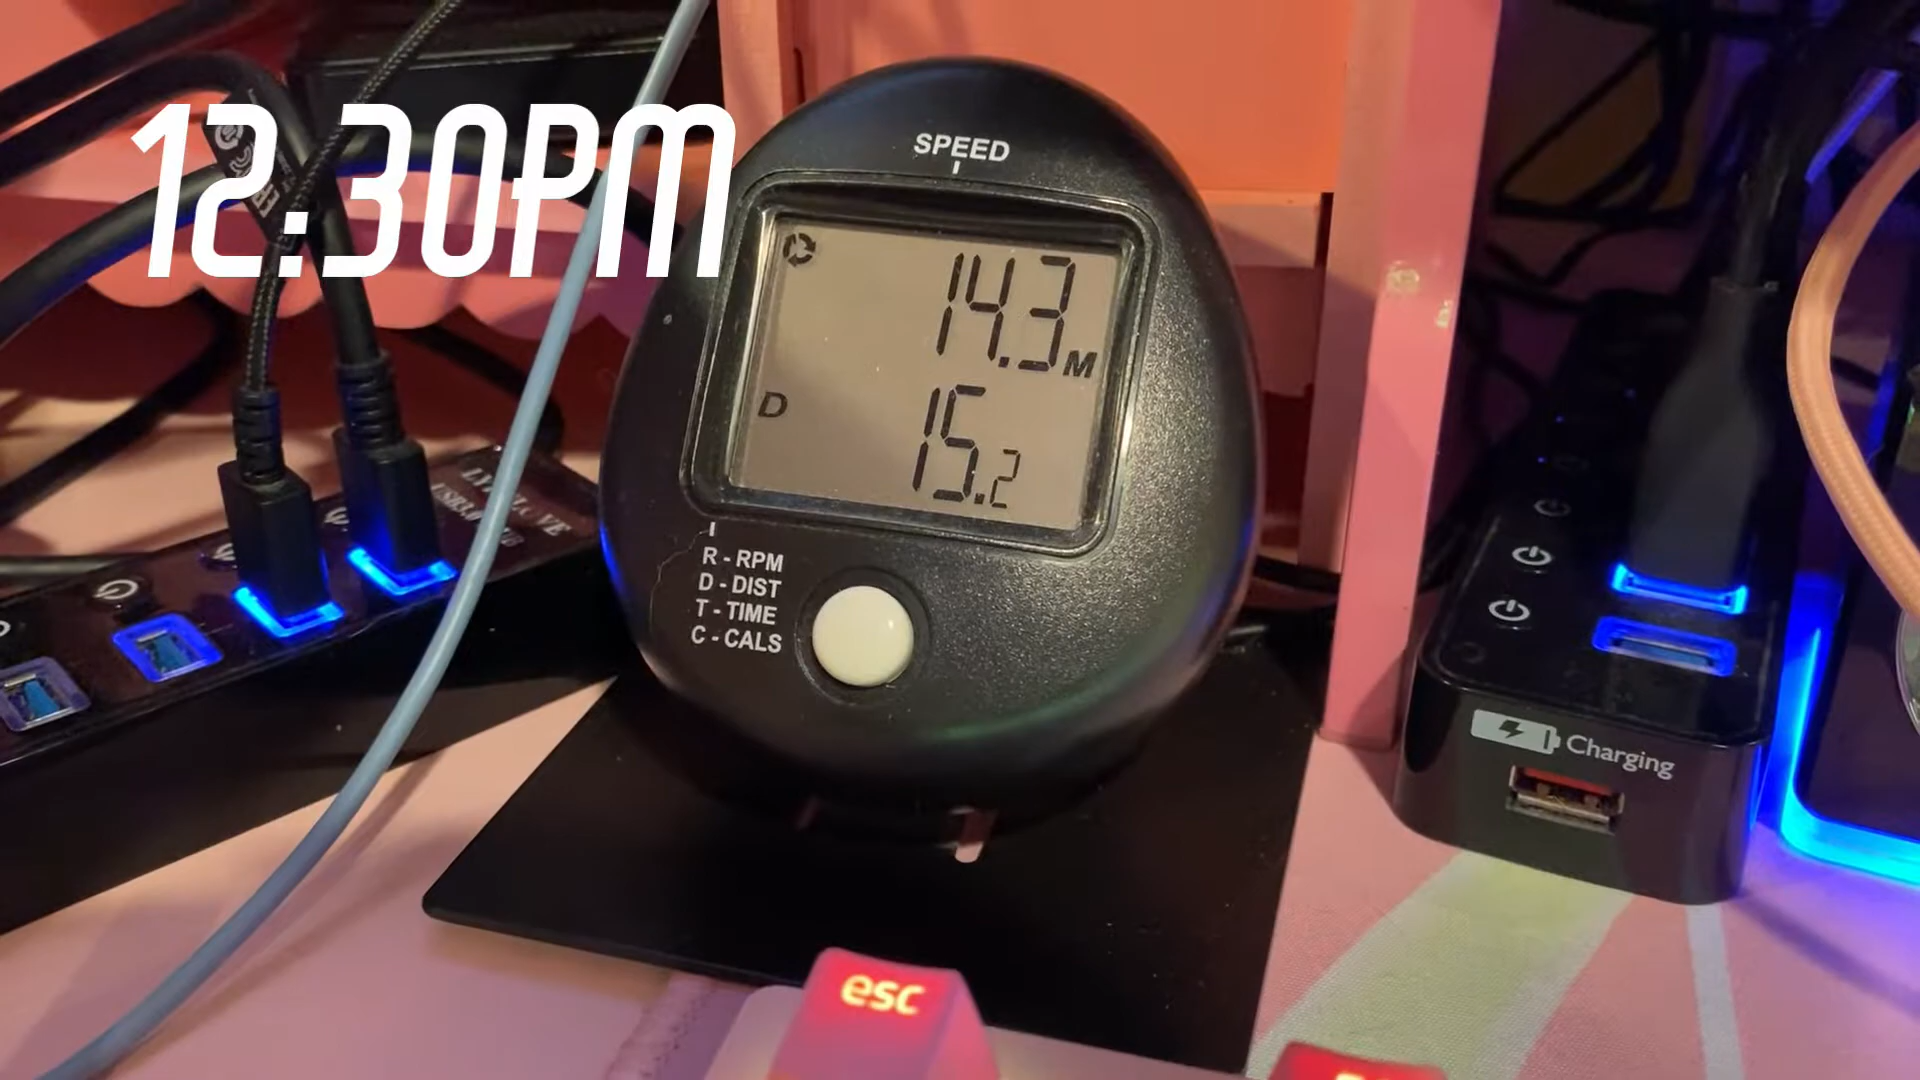 12:30PM
SPEED
14.3 M
D 15.2
R - RPM
D - DIST
T - TIME
C - CALS
Charging
esc